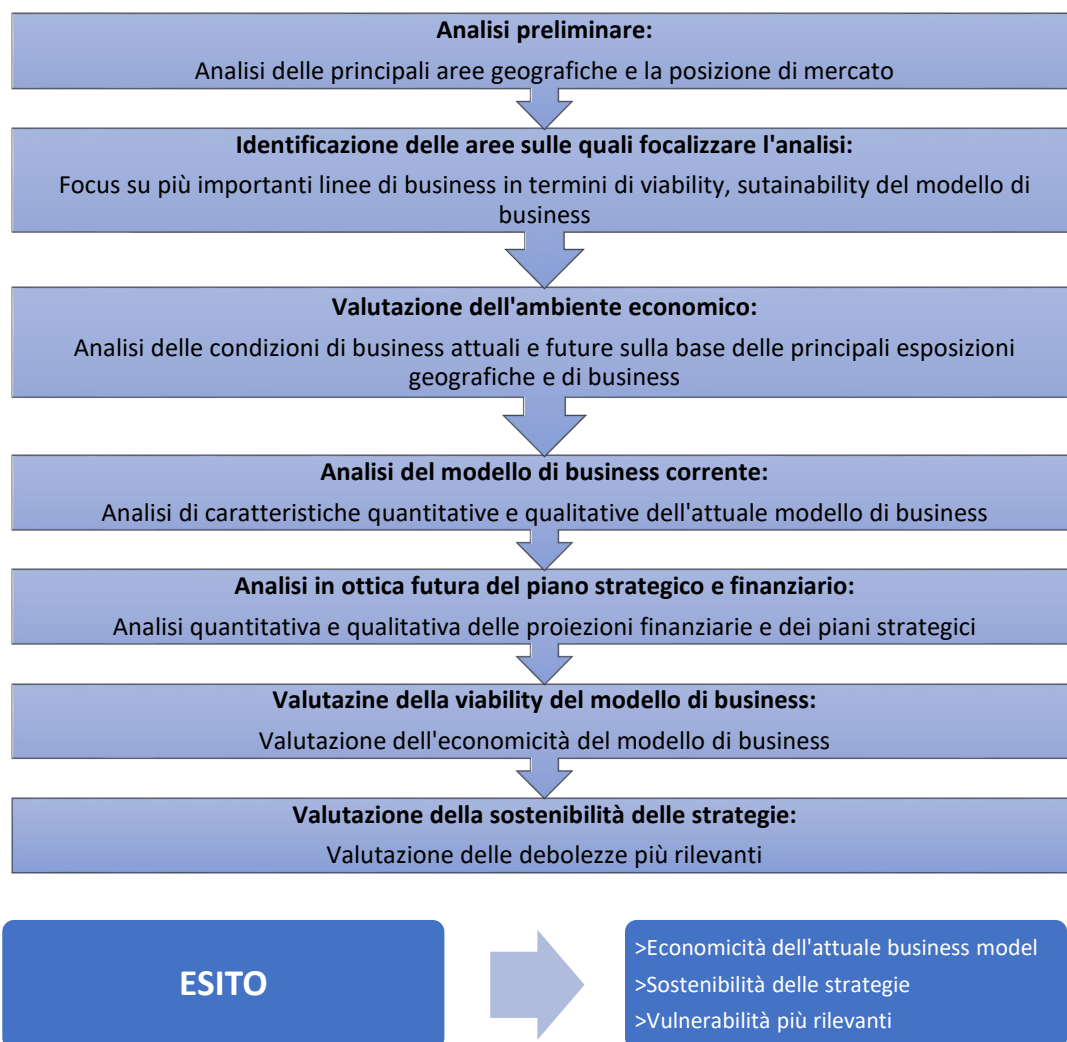 Analisi preliminare:
Analisi delle principali aree geografiche e la posizione di mercato
Identificazione delle aree sulle quali focalizzare l'analisi:
Focus su più importanti linee di business in termini di viability, sutainability del modello di
business
Valutazione dell'ambiente economico:
Analisi delle condizioni di business attuali e future sulla base delle principali esposizioni
geografiche e di business
Analisi del modello di business corrente:
Analisi di caratteristiche quantitative e qualitative dell'attuale modello di business
Analisi in ottica futura del piano strategico e finanziario:
Analisi quantitativa e qualitativa delle proiezioni finanziarie e dei piani strategici
Valutazine della viability del modello di business:
Valutazione dell'economicità del modello di business
Valutazione della sostenibilità delle strategie:
Valutazione delle debolezze più rilevanti
ESITO
>Economicità dell'attuale business model
>Sostenibilità delle strategie
>Vulnerabilità più rilevanti